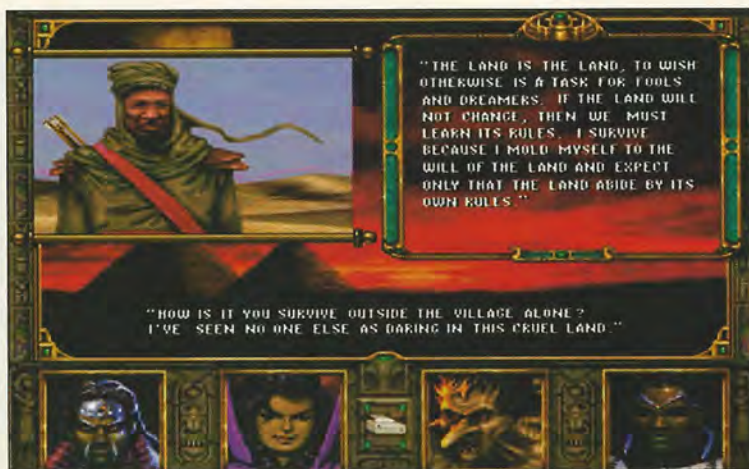 "THE LAND IS THE LAND, TO WISH
OTHERWISE IS A TASK FOR FOOLS
AND DREAMERS. IF THE LAND WILL
NOT CHANGE, THEN WE MUST
LEARN ITS RULES. I SURVIVE
BECAUSE I MOLD MYSELF TO THE
WILL OF THE LAND AND EXPECT
ONLY THAT THE LAND ABIDE BY ITS
OWN RULES."
"HOW IS IT YOU SURVIVE OUTSIDE THE VILLAGE ALONE?
I'VE SEEN NO ONE ELSE AS DARING IN THIS CRUEL LAND."